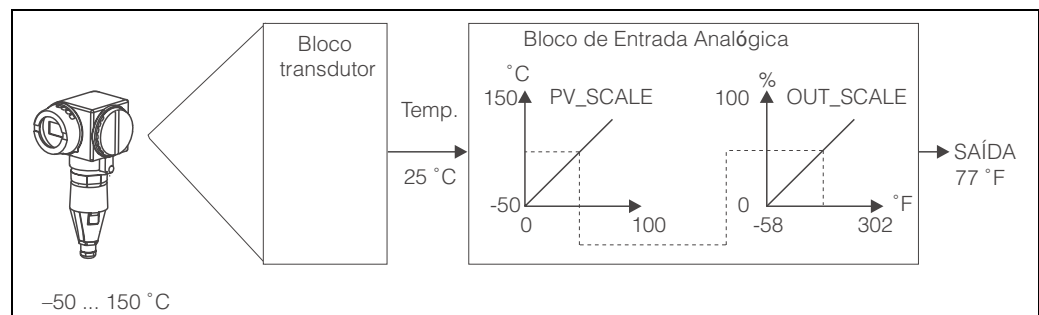 Bloco
transdutor
Bloco de Entrada Analógica
Temp.
25 °C
°C
150
PV_SCALE
-50
0
100
%
100
OUT_SCALE
0
°F
-58
302
SAÍDA
77 °F
–50 ... 150 °C